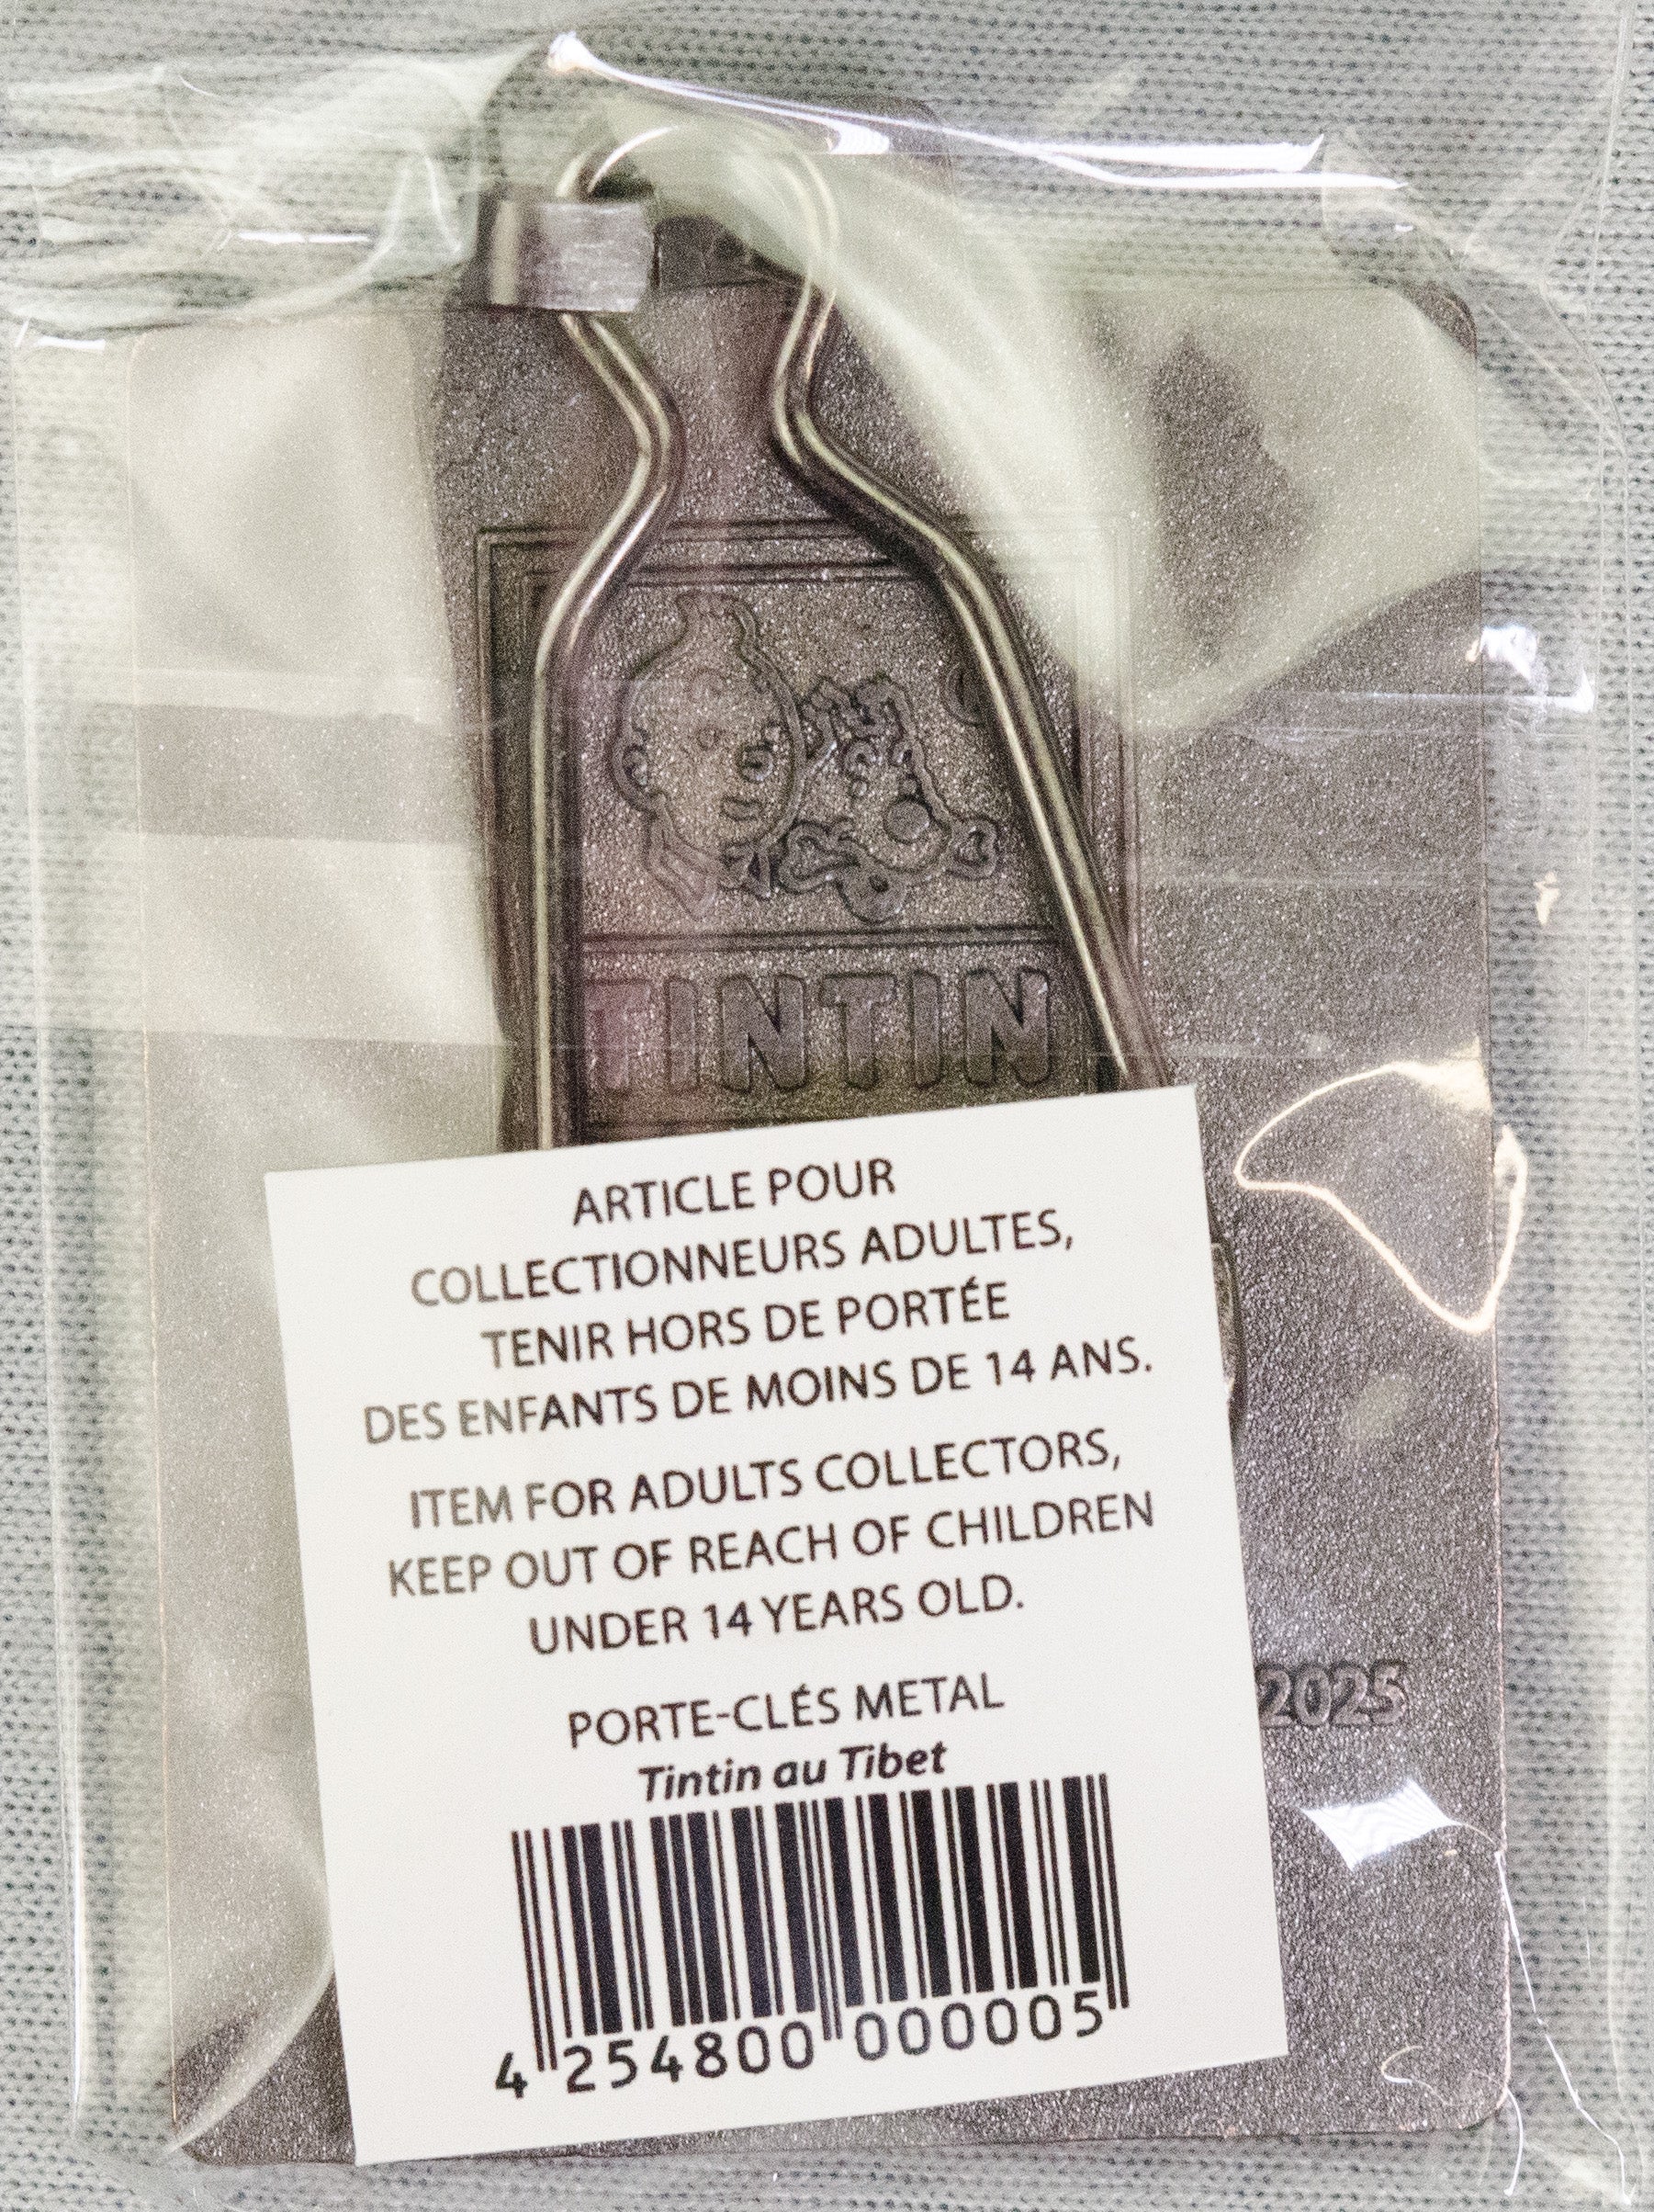 TINTIN
ARTICLE POUR
COLLECTIONNEURS ADULTES,
TENIR HORS DE PORTÉE
DES ENFANTS DE MOINS DE 14 ANS.
ITEM FOR ADULTS COLLECTORS,
KEEP OUT OF REACH OF CHILDREN
UNDER 14 YEARS OLD.
2025
PORTE-CLÉS METAL
Tintin au Tibet
4 254800 000005